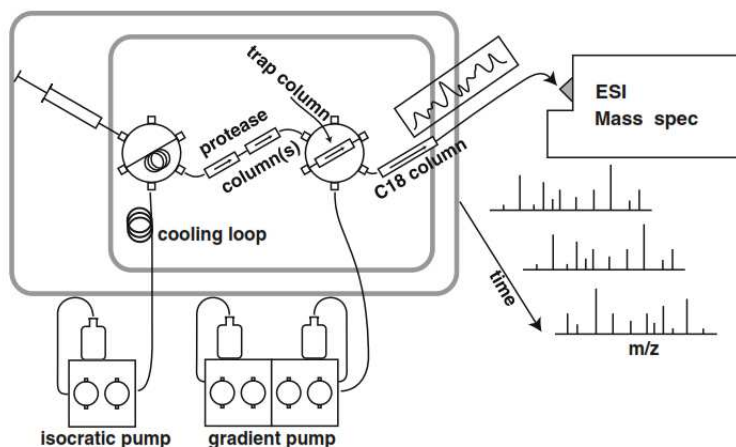 trap column
protease
column(s)
C18 column
cooling loop
ESI
Mass spec
time
m/z
isocratic pump
gradient pump